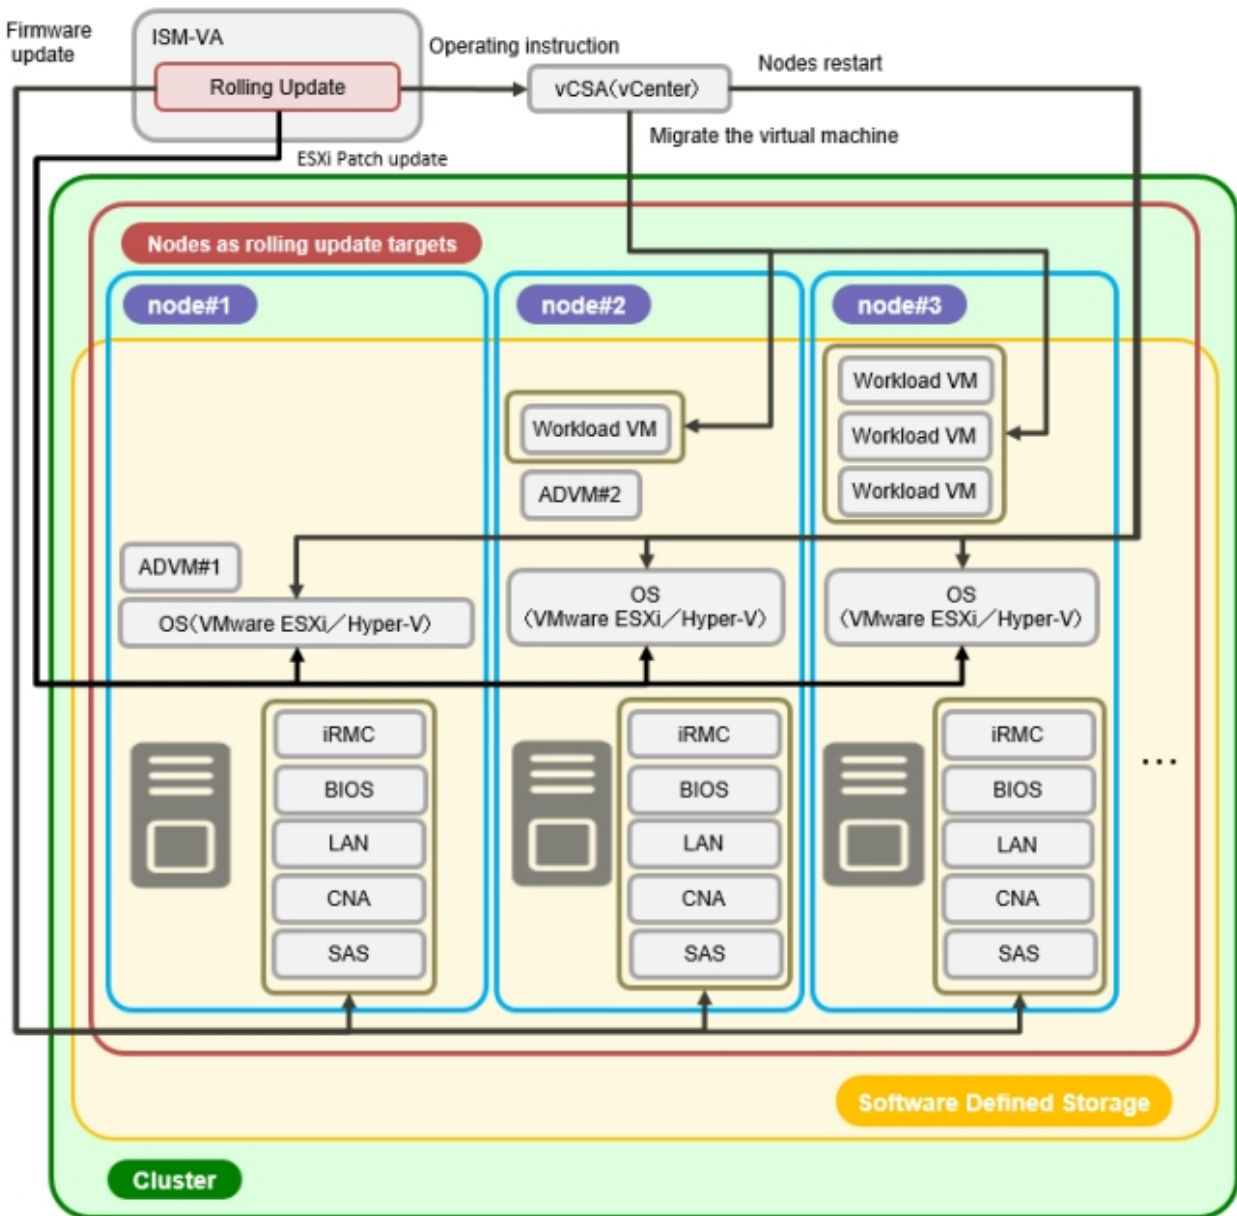 Firmware
update
ISM-VA
Rolling Update
Operating instruction
vCSA(vCenter)
Nodes restart
Migrate the virtual machine
ESXi Patch update
Nodes as rolling update targets
node#1
node#2
node#3
Workload VM
ADVM#2
Workload VM
Workload VM
Workload VM
ADVM#1
OS(VMware ESXi／Hyper-V)
OS
(VMware ESXi／Hyper-V)
OS
(VMware ESXi／Hyper-V)
iRMC
BIOS
LAN
CNA
SAS
iRMC
BIOS
LAN
CNA
SAS
iRMC
BIOS
LAN
CNA
SAS
...
Software Defined Storage
Cluster